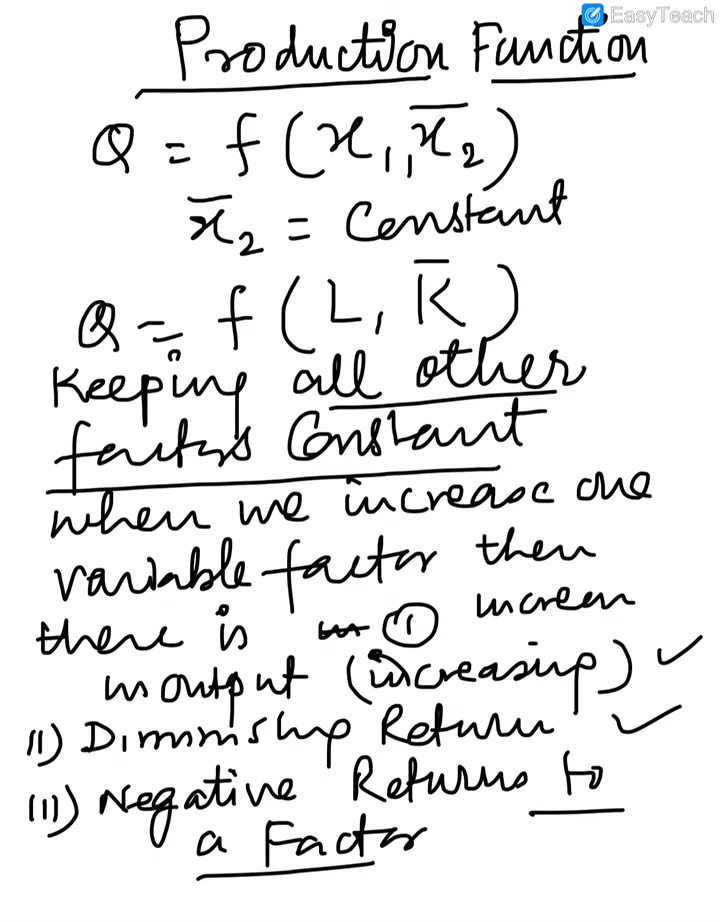 EasyTeach
Production Function
Q = f (x₁, x̄₂)
x̄₂ = Constant
Q = f (L, K̄)
Keeping all other
factors Constant
when we increase one
variable factor then
there is ① increase
in output (increasing) ✓
II) Diminishing Return ✓
III) Negative Returns to
a Factor